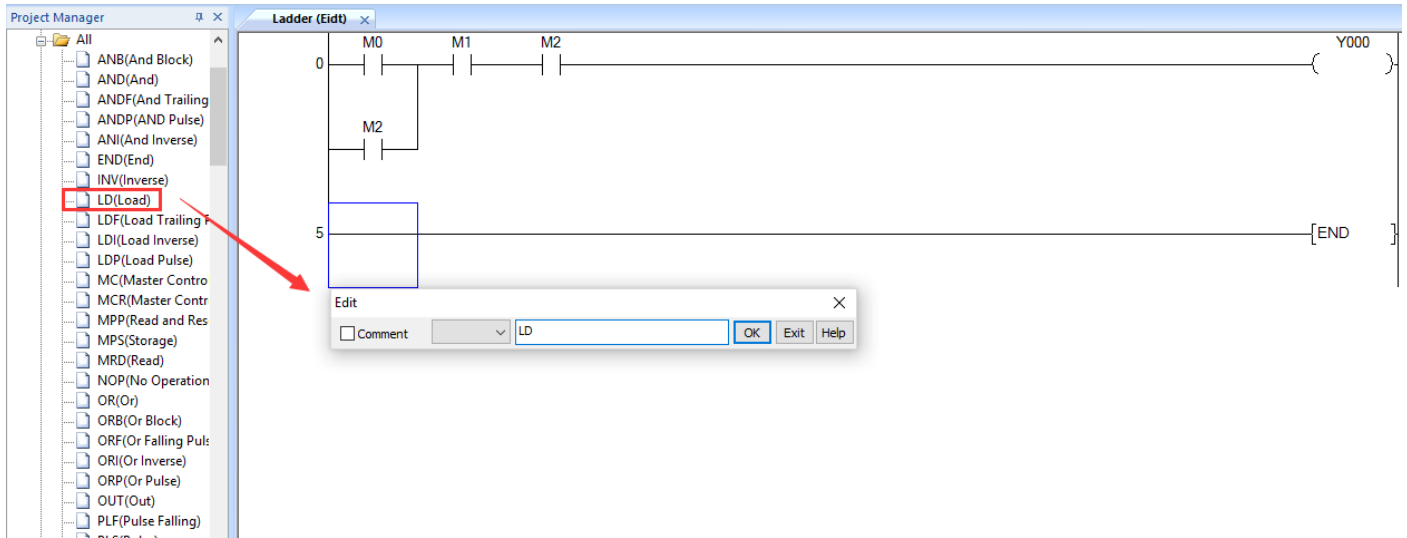 Project Manager
All
ANB(And Block)
AND(And)
ANDF(And Trailing
ANDP(AND Pulse)
ANI(And Inverse)
END(End)
INV(Inverse)
LD(Load)
LDF(Load Trailing
LDI(Load Inverse)
LDP(Load Pulse)
MC(Master Contro
MCR(Master Contr
MPP(Read and Res
MPS(Storage)
MRD(Read)
NOP(No Operation
OR(Or)
ORB(Or Block)
ORF(Or Falling Puls
ORI(Or Inverse)
ORP(Or Pulse)
OUT(Out)
PLF(Pulse Falling)
Ladder (Eidt)
M0 M1 M2 Y000
0
M2
5 END
Edit
Comment LD OK Exit Help